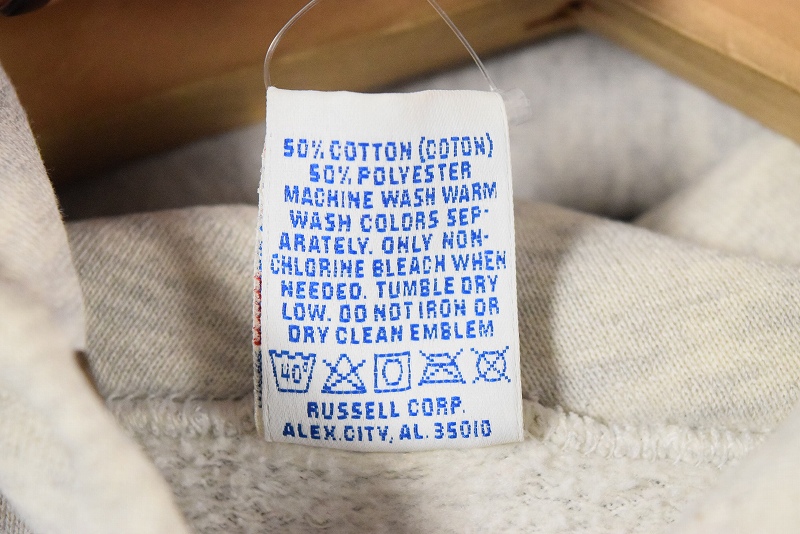 50% COTTON (COTON)
50% POLYESTER
MACHINE WASH WARM
WASH COLORS SEP-
ARATELY. ONLY NON-
CHLORINE BLEACH WHEN
NEEDED. TUMBLE DRY
LOW. DO NOT IRON OR
DRY CLEAN EMBLEM
40°
RUSSELL CORP.
ALEX.CITY, AL. 35010